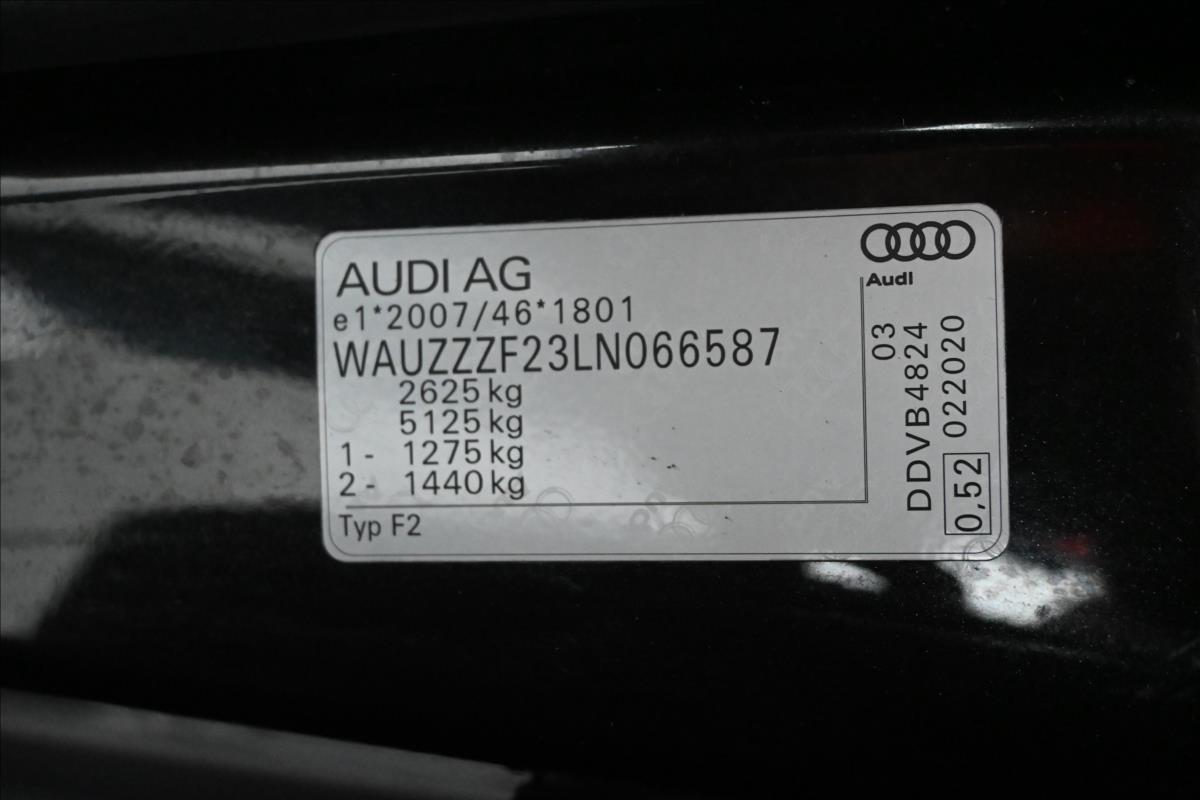 AUDI AG
e1*2007/46*1801
WAUZZZF23LN066587
2625 kg
5125 kg
1- 1275 kg
2- 1440 kg
Typ F2
Audi
03
DDVB4824
0,52 022020